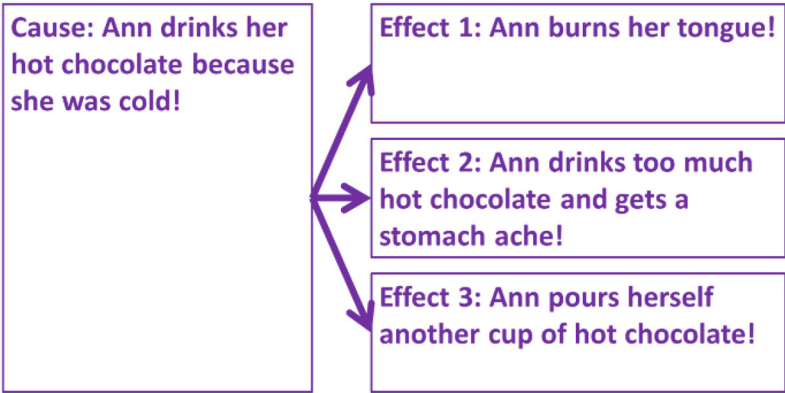 Cause: Ann drinks her
hot chocolate because
she was cold!
Effect 1: Ann burns her tongue!
Effect 2: Ann drinks too much
hot chocolate and gets a
stomach ache!
Effect 3: Ann pours herself
another cup of hot chocolate!